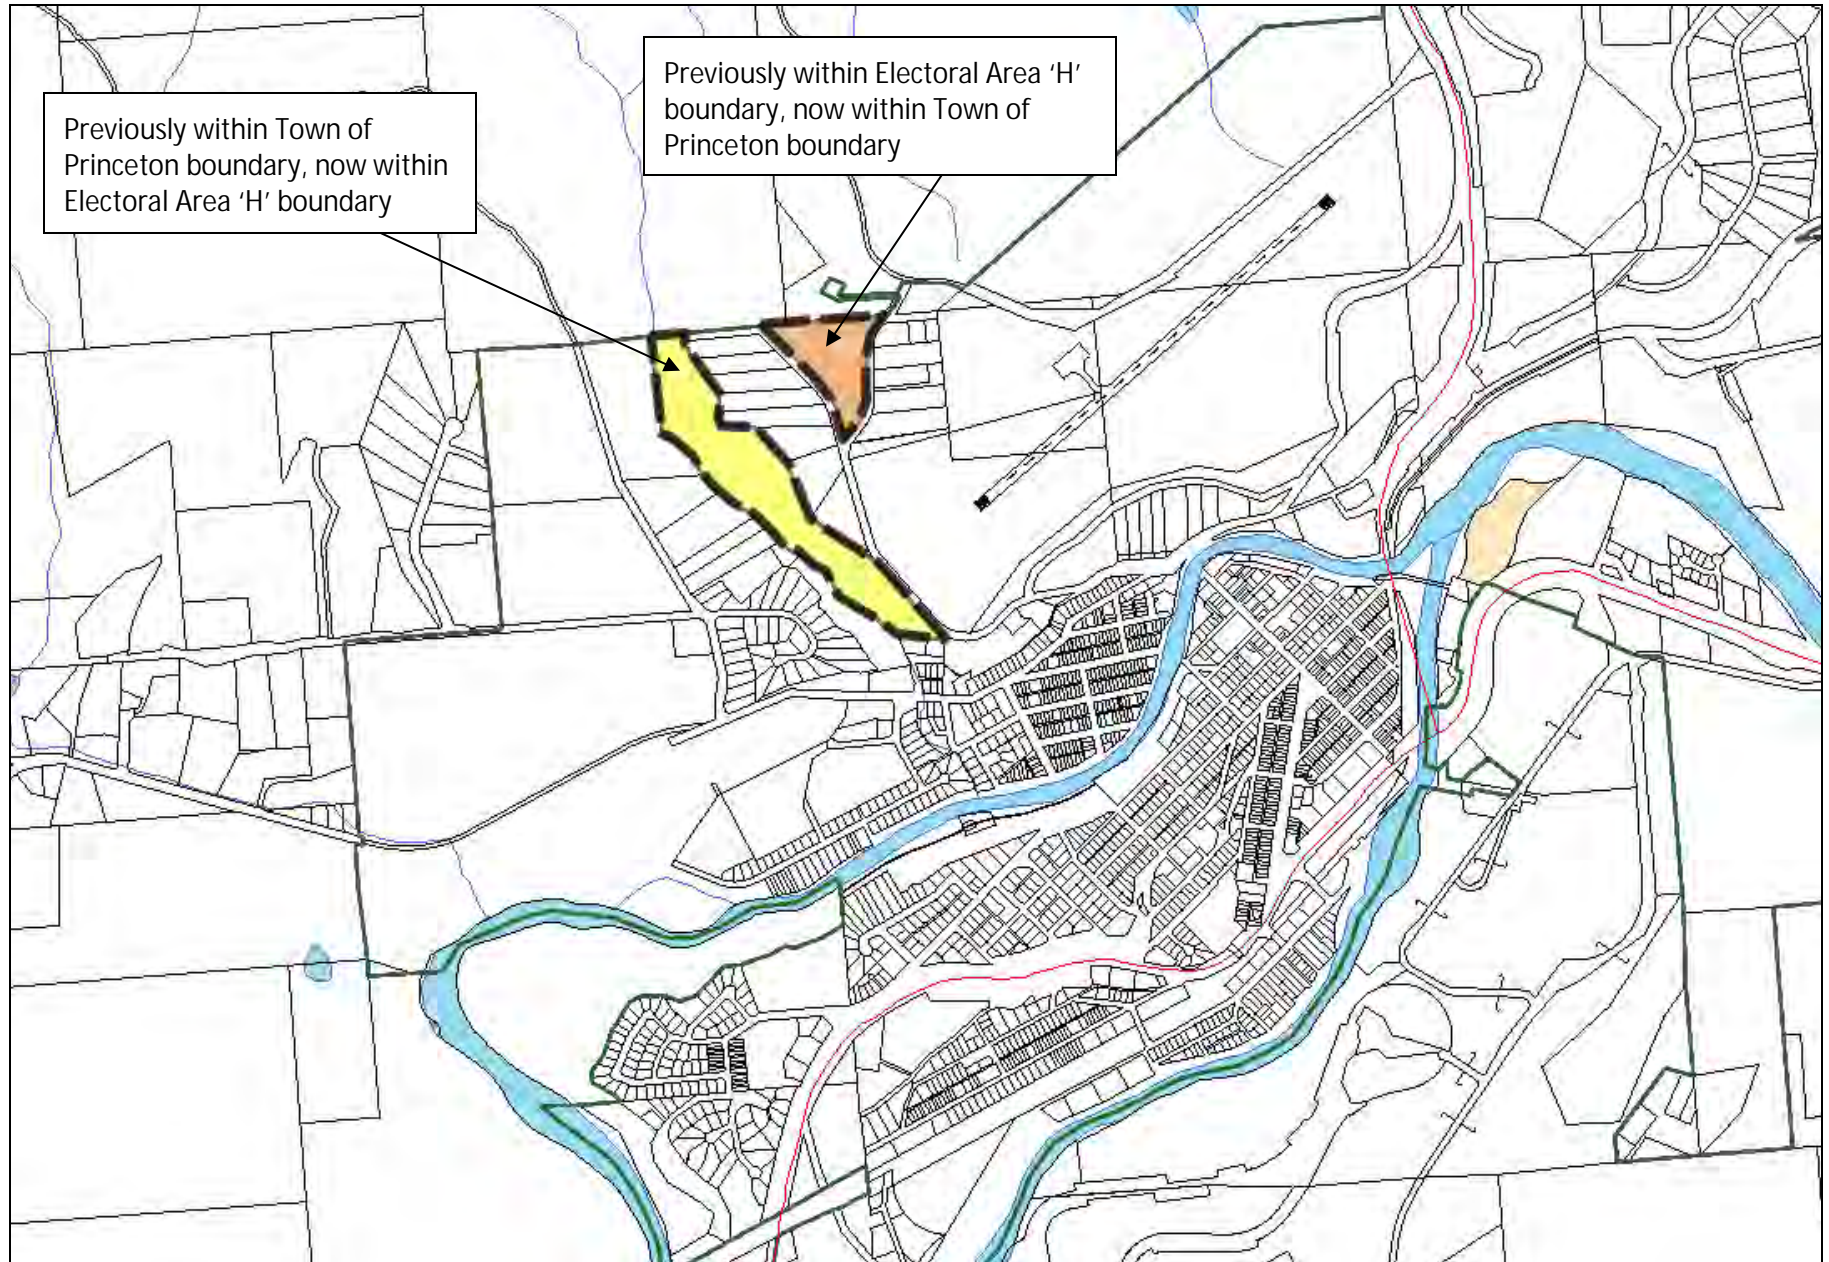 Previously within Town of
Princeton boundary, now within
Electoral Area ‘H’ boundary
Previously within Electoral Area ‘H’
boundary, now within Town of
Princeton boundary